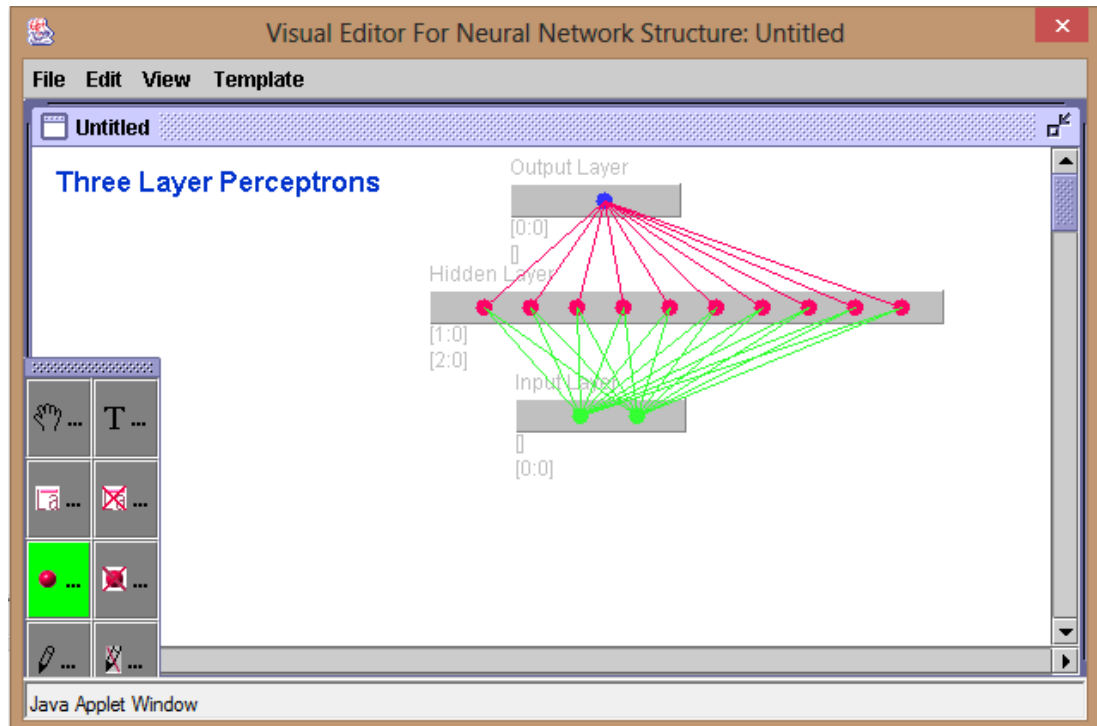 Visual Editor For Neural Network Structure: Untitled
File Edit View Template
Untitled
Three Layer Perceptrons
Output Layer
[0:0]
[]
Hidden Layer
[1:0]
[2:0]
Input Layer
[]
[0:0]
...
T...
a ...
a ...
...
...
...
...
Java Applet Window